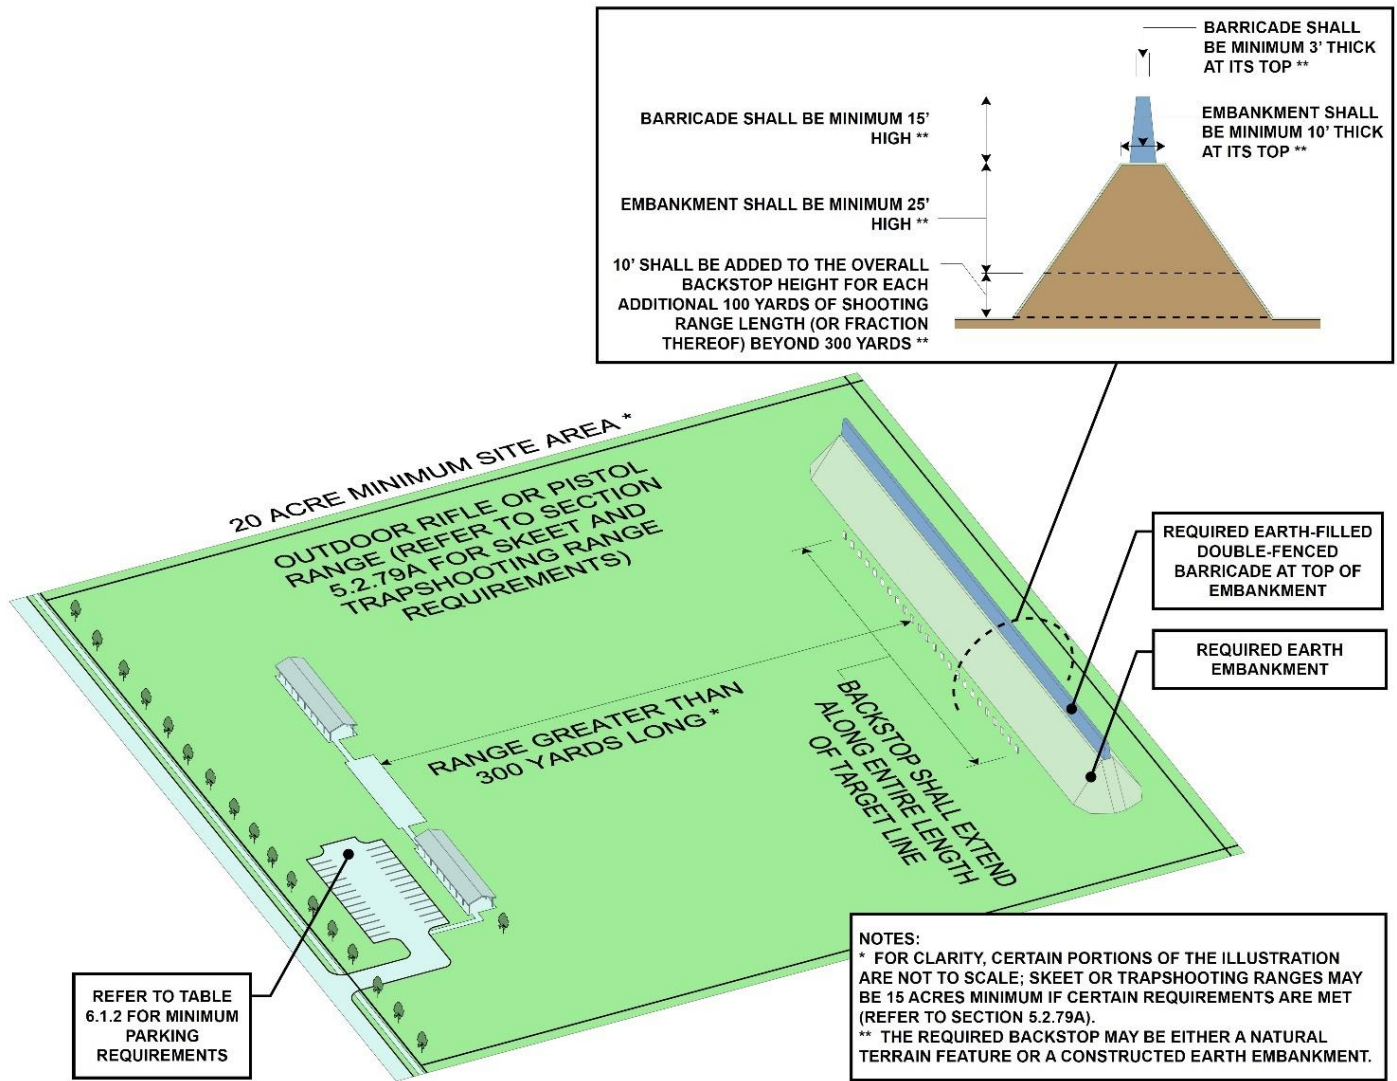 BARRICADE SHALL
BE MINIMUM 3' THICK
AT ITS TOP **
BARRICADE SHALL BE MINIMUM 15'
HIGH **
EMBANKMENT SHALL
BE MINIMUM 10' THICK
AT ITS TOP **
EMBANKMENT SHALL BE MINIMUM 25'
HIGH **
10' SHALL BE ADDED TO THE OVERALL
BACKSTOP HEIGHT FOR EACH
ADDITIONAL 100 YARDS OF SHOOTING
RANGE LENGTH (OR FRACTION
THEREOF) BEYOND 300 YARDS **
20 ACRE MINIMUM SITE AREA *
OUTDOOR RIFLE OR PISTOL
RANGE (REFER TO SECTION
5.2.79A FOR SKEET AND
TRAPSHOOTING RANGE
REQUIREMENTS)
REQUIRED EARTH-FILLED
DOUBLE-FENCED
BARRICADE AT TOP OF
EMBANKMENT
REQUIRED EARTH
EMBANKMENT
RANGE GREATER THAN
300 YARDS LONG *
BACKSTOP SHALL EXTEND
ALONG ENTIRE LENGTH
OF TARGET LINE
REFER TO TABLE
6.1.2 FOR MINIMUM
PARKING
REQUIREMENTS
NOTES:
* FOR CLARITY, CERTAIN PORTIONS OF THE ILLUSTRATION
ARE NOT TO SCALE; SKEET OR TRAPSHOOTING RANGES MAY
BE 15 ACRES MINIMUM IF CERTAIN REQUIREMENTS ARE MET
(REFER TO SECTION 5.2.79A).
** THE REQUIRED BACKSTOP MAY BE EITHER A NATURAL
TERRAIN FEATURE OR A CONSTRUCTED EARTH EMBANKMENT.